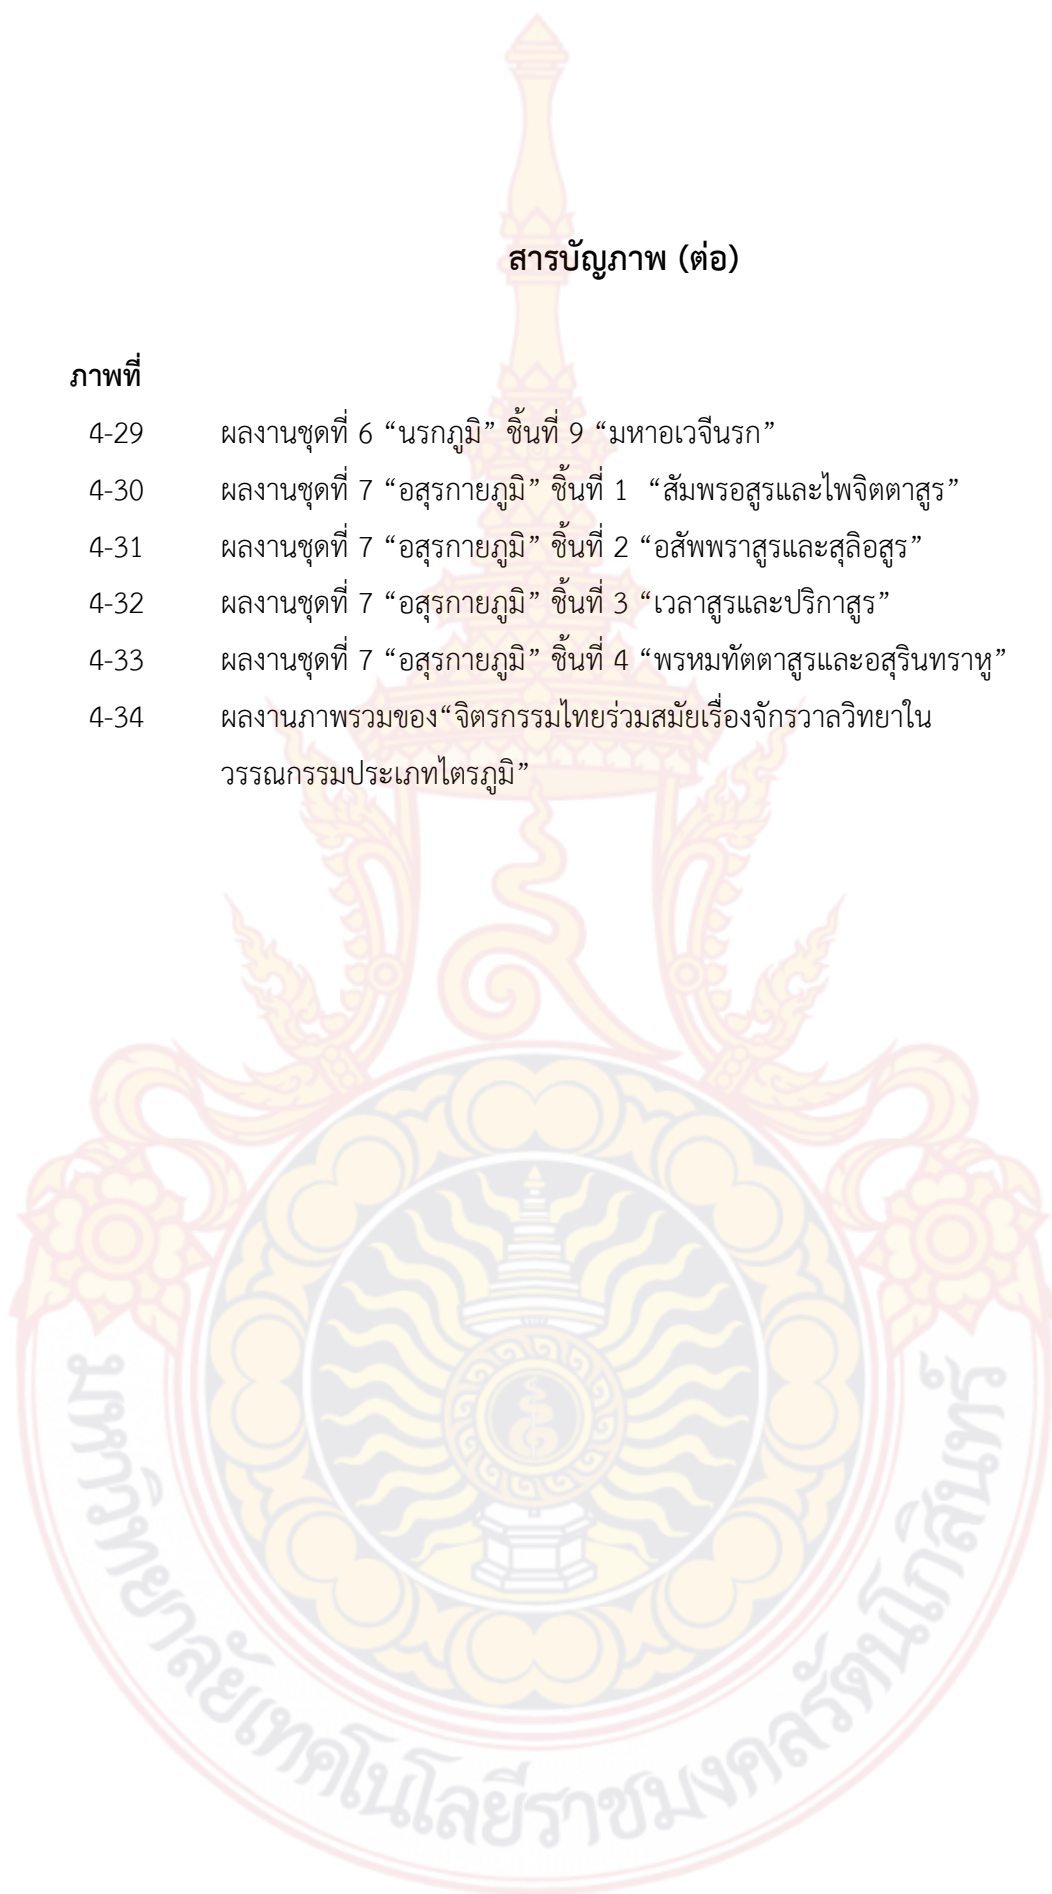 สารบัญภาพ (ต่อ)
ภาพที่
4-29 ผลงานชุดที่ 6 “นรกภูมิ” ชิ้นที่ 9 “มหาอเวจีนรก”
4-30 ผลงานชุดที่ 7 “อสุรกายภูมิ” ชิ้นที่ 1 “สัมพรอสูรและไพจิตตาสูร”
4-31 ผลงานชุดที่ 7 “อสุรกายภูมิ” ชิ้นที่ 2 “อสัพพราสูรและสุลิอสูร”
4-32 ผลงานชุดที่ 7 “อสุรกายภูมิ” ชิ้นที่ 3 “เวลาสูรและปริกาสูร”
4-33 ผลงานชุดที่ 7 “อสุรกายภูมิ” ชิ้นที่ 4 “พรหมทัตตาสูรและอสุรินทราหู”
4-34 ผลงานภาพรวมของ“จิตรกรรมไทยร่วมสมัยเรื่องจักรวาลวิทยาใน
วรรณกรรมประเภทไตรภูมิ”
มหาวิทยาลัยเทคโนโลยีราชมงคลรัตนโกสินทร์